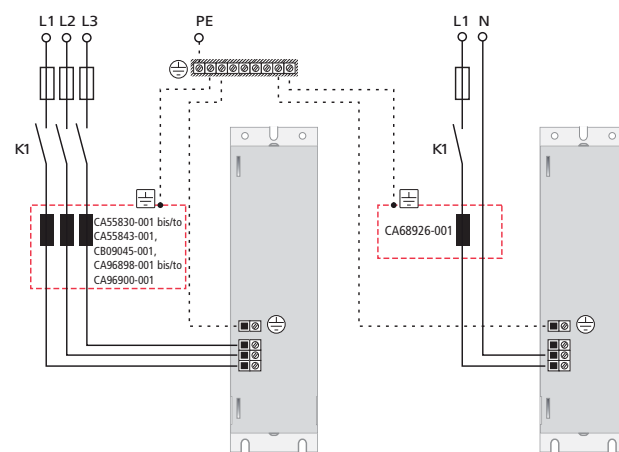 L1 L2 L3
PE
L1 N
K1
K1
CA55830-001 bis/to
CA55843-001,
CB09045-001,
CA96898-001 bis/to
CA96900-001
CA68926-001